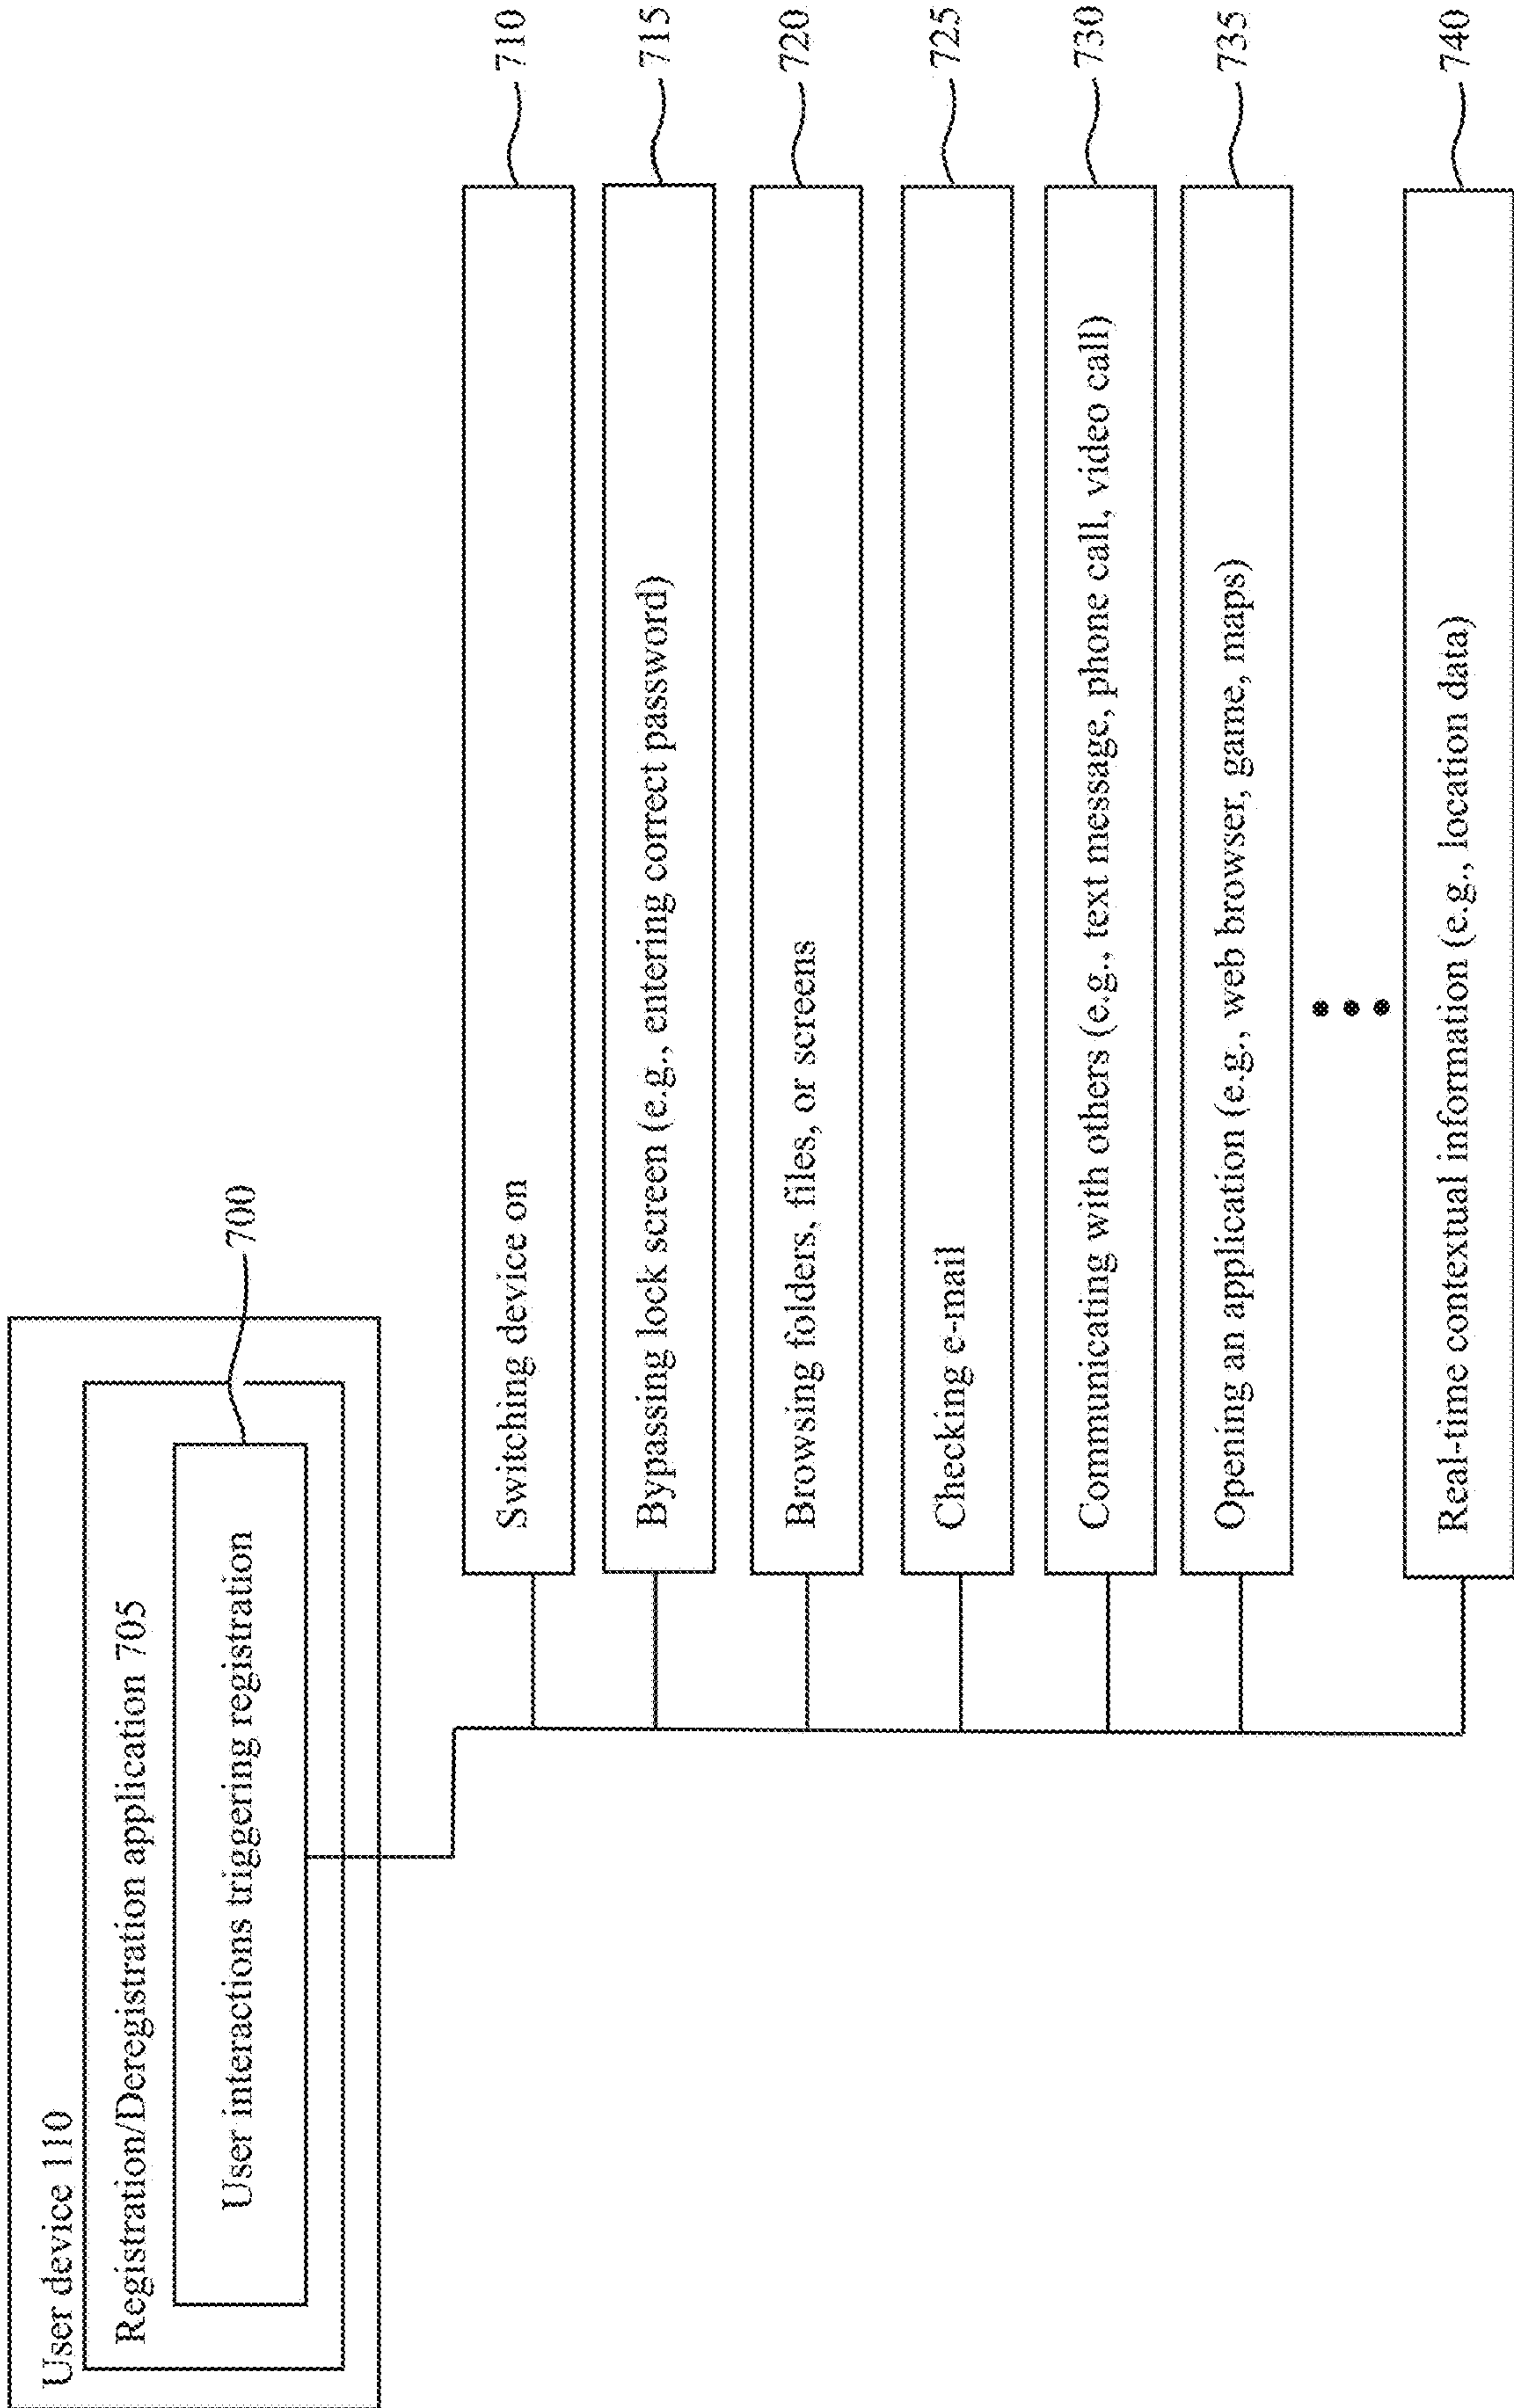 User device 110
Registration/Deregistration application 705
User interactions triggering registration
700
Switching device on
710
Bypassing lock screen (e.g., entering correct password)
715
Browsing folders, files, or screens
720
Checking e-mail
725
Communicating with others (e.g., text message, phone call, video call)
730
Opening an application (e.g., web browser, game, maps)
735
Real-time contextual information (e.g., location data)
740